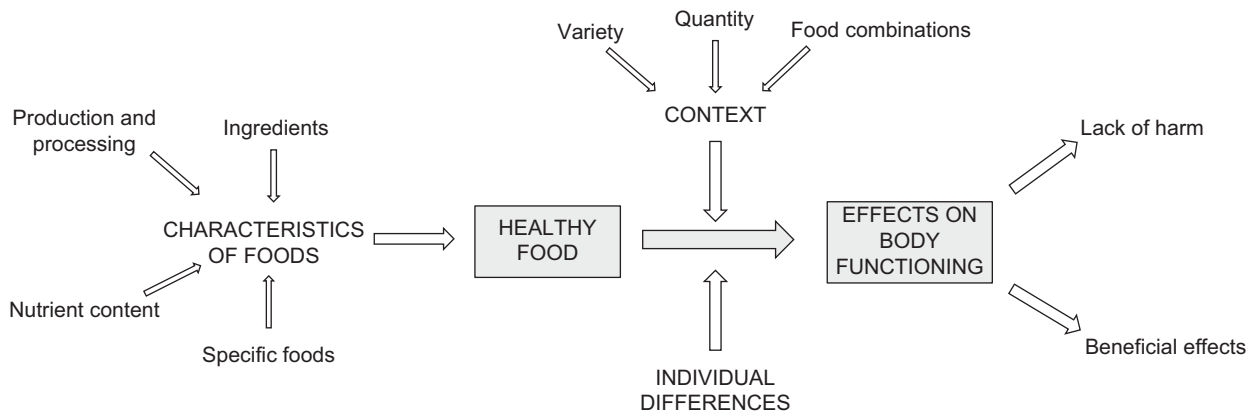 Variety
Quantity
Food combinations
CONTEXT
Production and
processing
Ingredients
CHARACTERISTICS
OF FOODS
Nutrient content
Specific foods
HEALTHY
FOOD
INDIVIDUAL
DIFFERENCES
EFFECTS ON
BODY
FUNCTIONING
Lack of harm
Beneficial effects